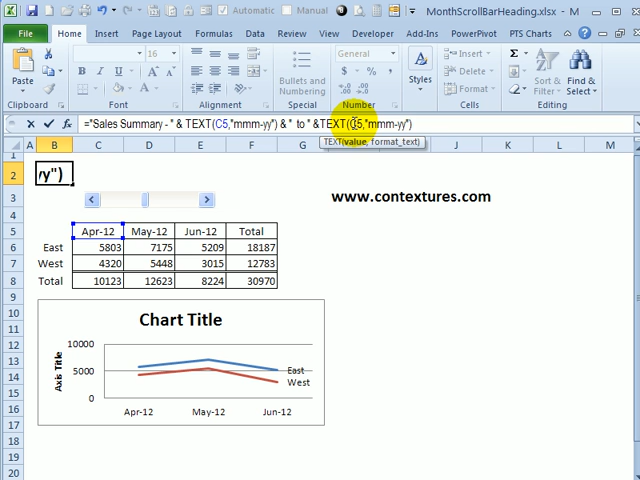 MonthScrollBarHeading.xlsx - M
Manual
File Home Insert Page Layout Formulas Data Review View Developer Add-Ins PowerPivot PTS Charts
Paste
Clipboard
16
B I U
Font
Alignment
Bullets and Numbering
Bullets and Nu...
General
$ % ,
Number
Styles
Insert
Delete
Format
Cells
Sort & Filter
Find & Select
Editing
="Sales Summary - " & TEXT(C5,"mmm-yy") & " to " &TEXT(C5,"mmm-yy")
TEXT(value, format_text)
A B C D E F J K L M
1
2 yy")
3 www.contextures.com
5 Apr-12 May-12 Jun-12 Total
6 East 5803 7175 5209 18187
7 West 4320 5448 3015 12783
8 Total 10123 12623 8224 30970
9
10 Chart Title
11
12 10000
13 5000
14 East
West
15 0
16 Apr-12 May-12 Jun-12
Axis Title
17
18
19
20